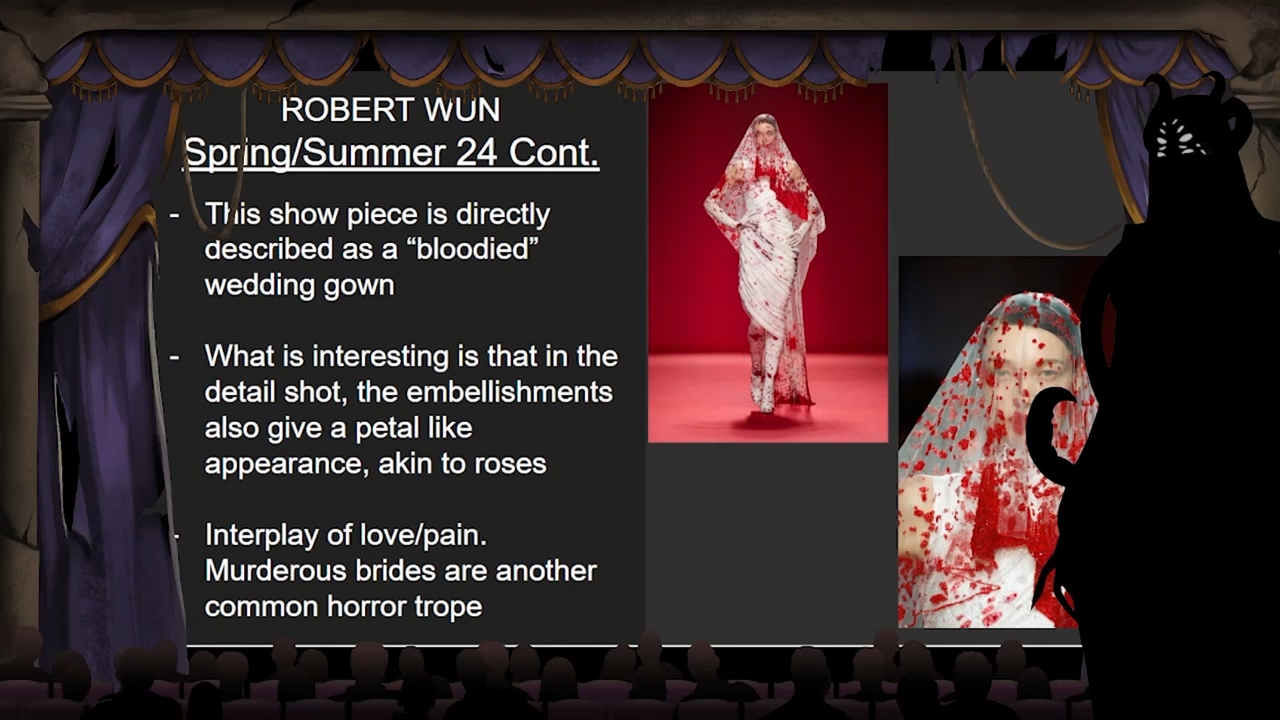 ROBERT WUN
Spring/Summer 24 Cont.
- This show piece is directly
described as a “bloodied”
wedding gown
- What is interesting is that in the
detail shot, the embellishments
also give a petal like
appearance, akin to roses
- Interplay of love/pain.
Murderous brides are another
common horror trope